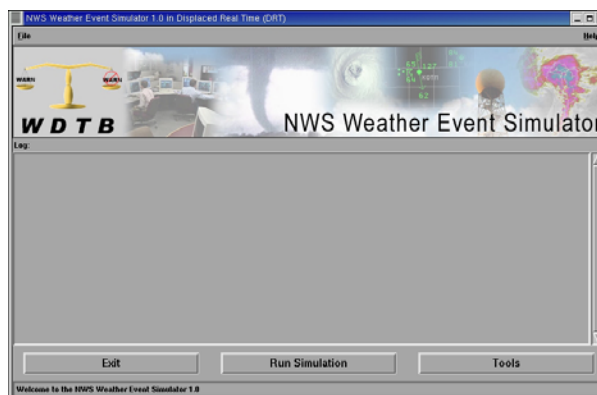 NWS Weather Event Simulator 1.0 in Displaced Real Time (DRT)
File Help
WARN WARN
WDTB
NWS Weather Event Simulator
Log:
Exit Run Simulation Tools
Welcome to the NWS Weather Event Simulator 1.0